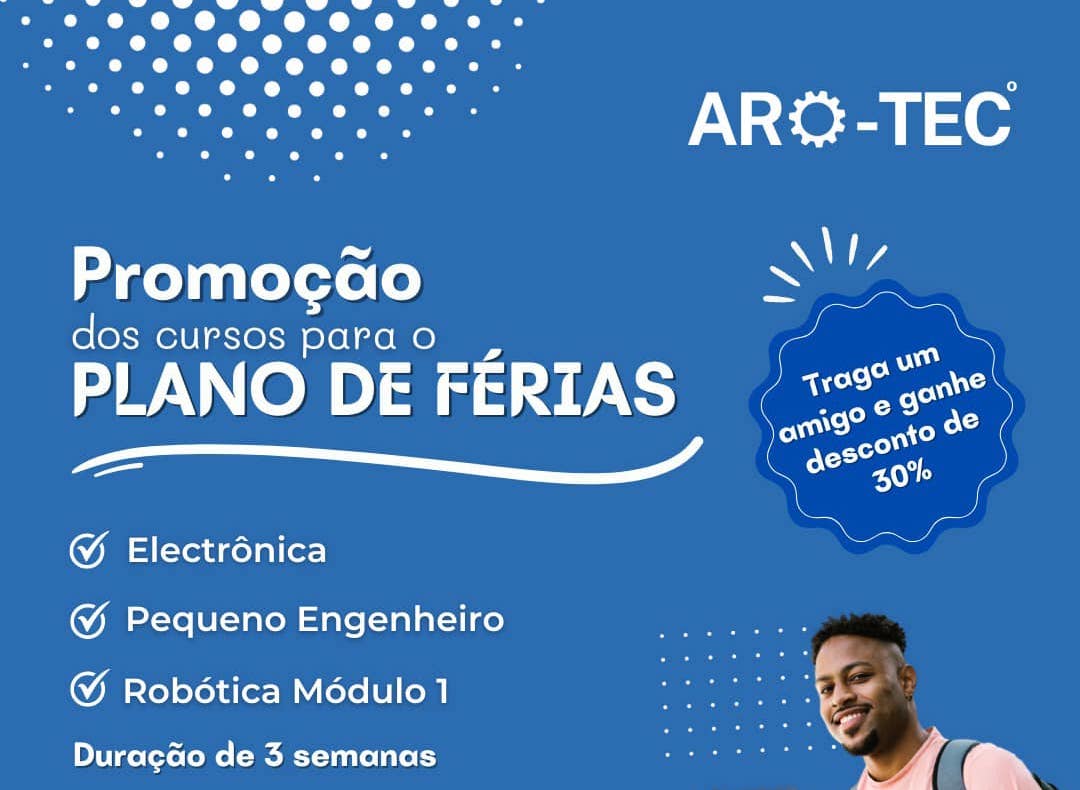 ARO-TEC
Promoção
dos cursos para o
PLANO DE FÉRIAS
Traga um
amigo e ganhe
desconto de
30%
Electrônica
Pequeno Engenheiro
Robótica Módulo 1
Duração de 3 semanas